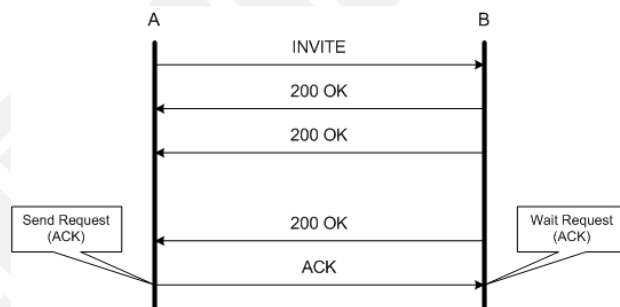 A
B
INVITE
200 OK
200 OK
200 OK
Send Request
(ACK)
Wait Request
(ACK)
ACK